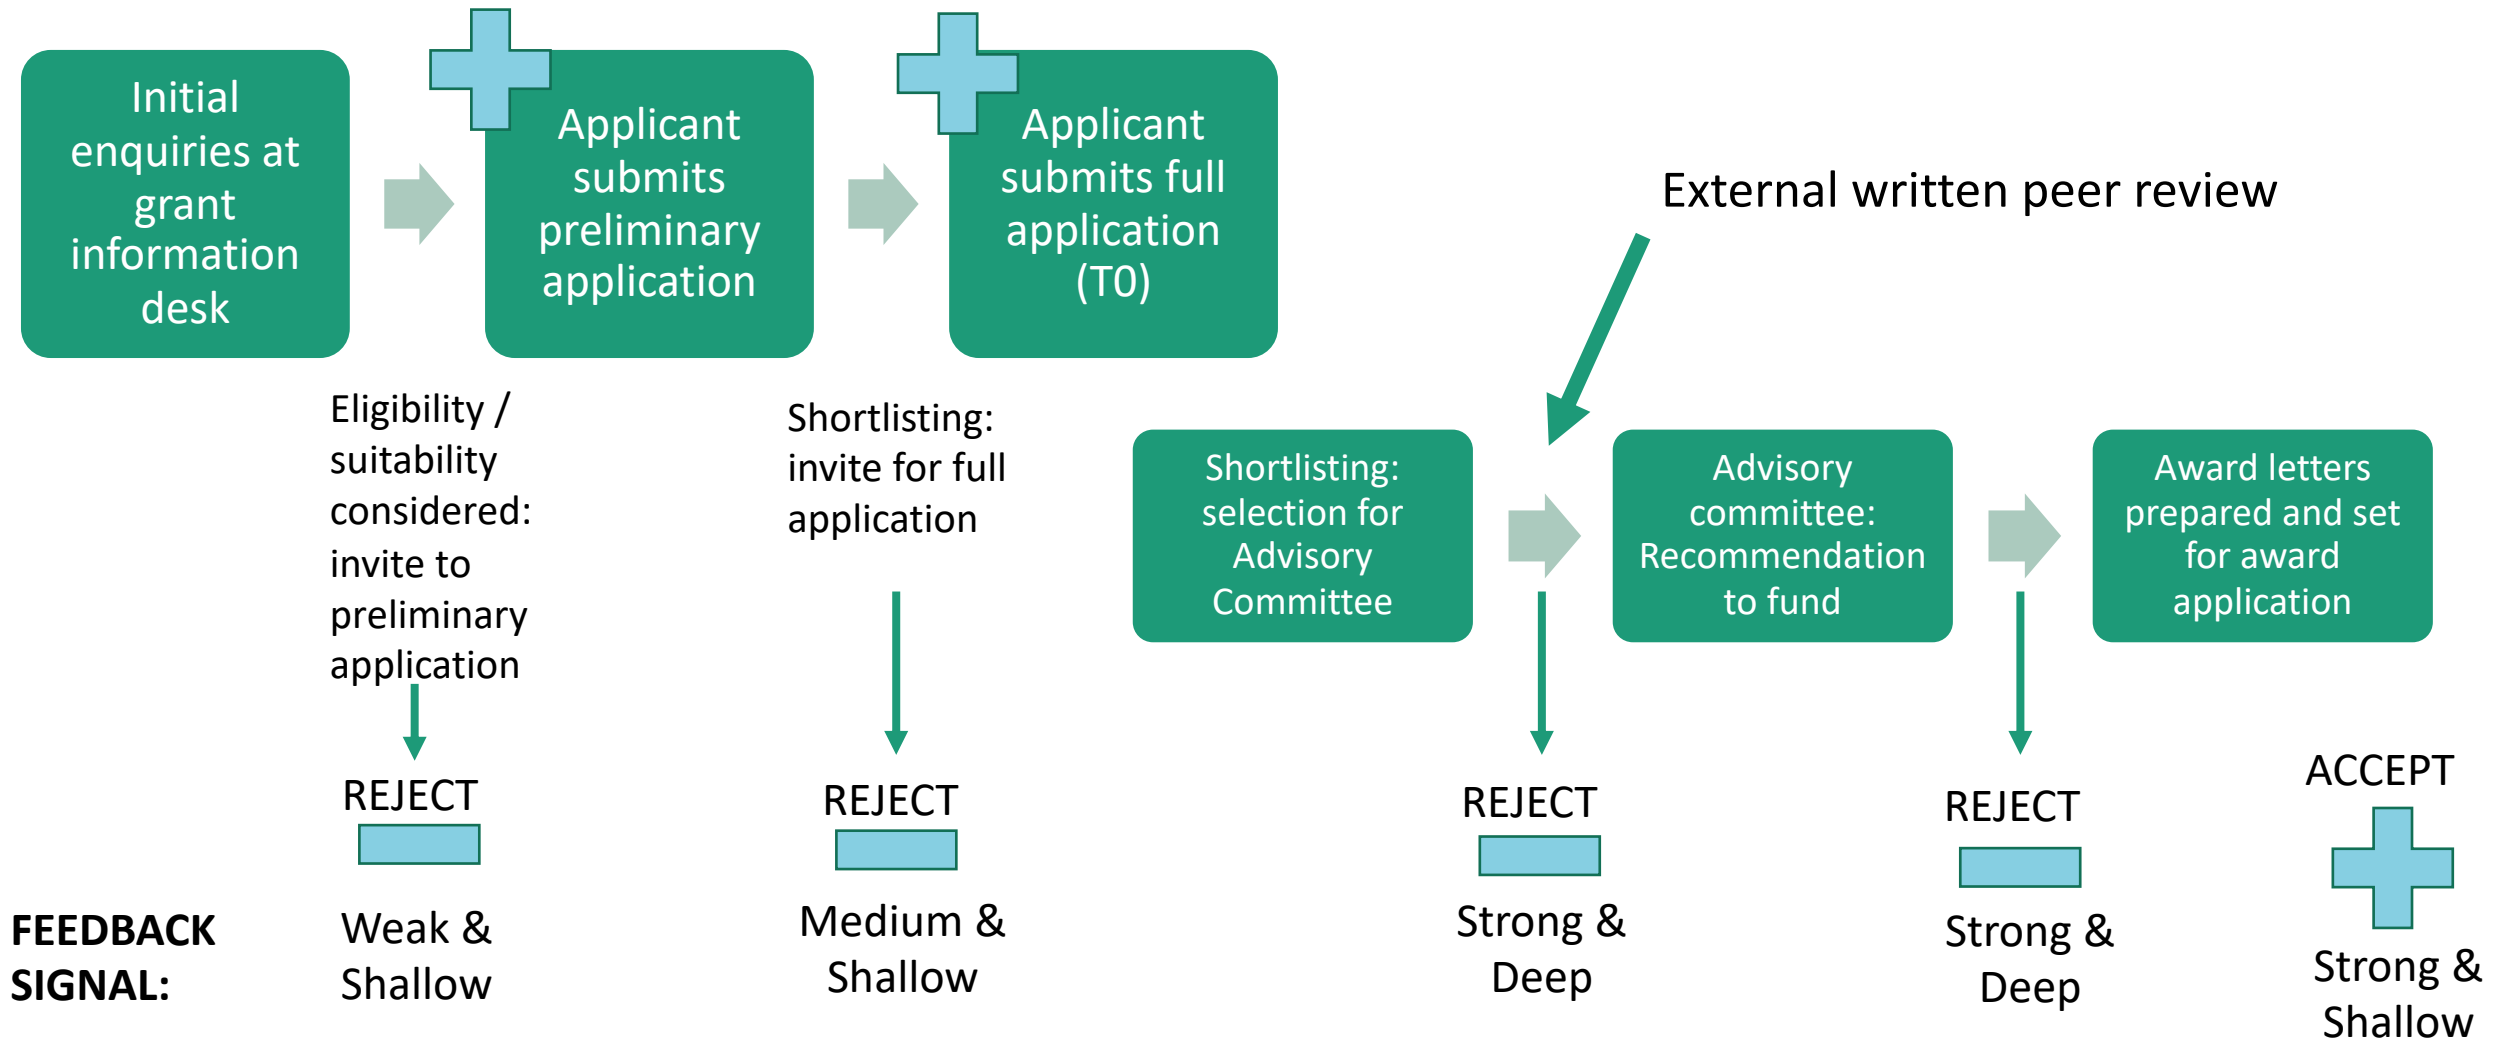 Initial
enquiries at
grant
information
desk
Applicant
submits
preliminary
application
Applicant
submits full
application
(T0)
External written peer review
Eligibility /
suitability
considered:
invite to
preliminary
application
Shortlisting:
invite for full
application
Shortlisting:
selection for
Advisory
Committee
Advisory
committee:
Recommendation
to fund
Award letters
prepared and set
for award
application
REJECT
REJECT
REJECT
REJECT
ACCEPT
FEEDBACK
SIGNAL:
Weak &
Shallow
Medium &
Shallow
Strong &
Deep
Strong &
Deep
Strong &
Shallow